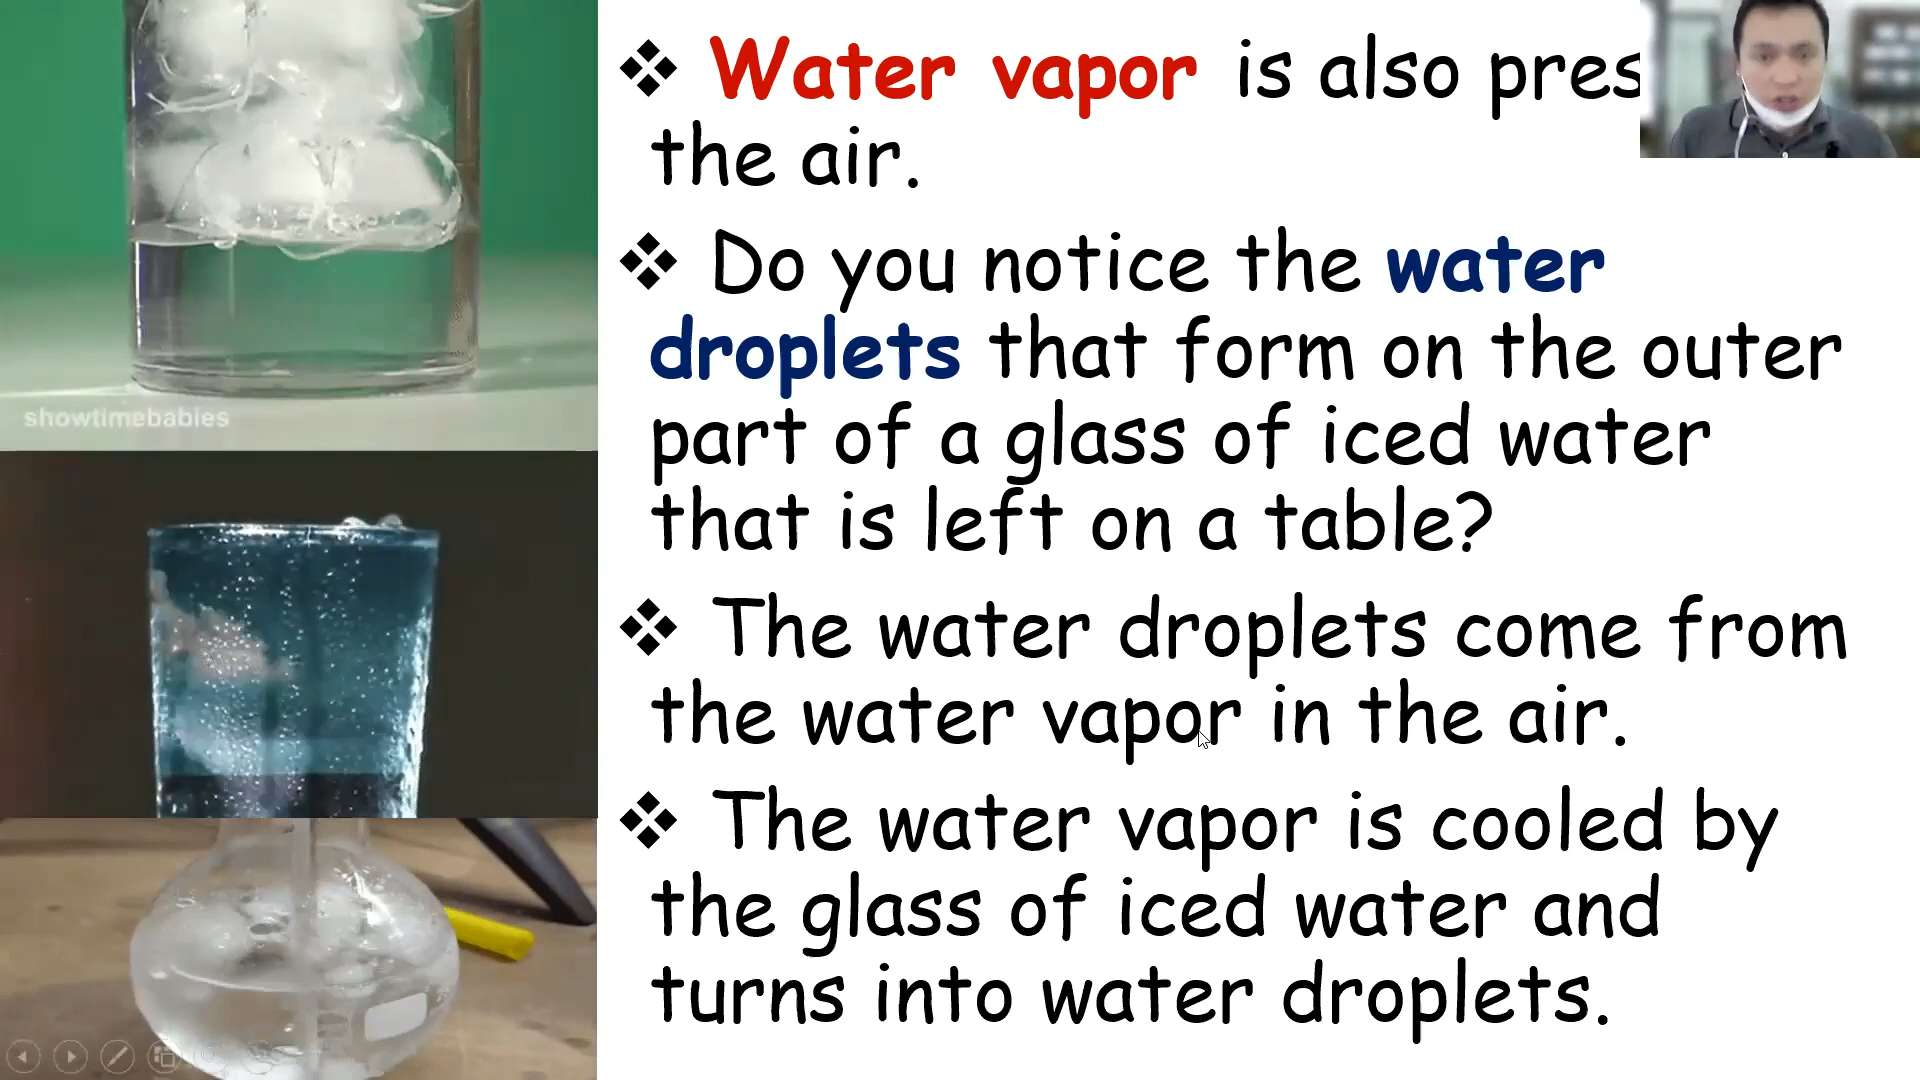 Water vapor is also pres
the air.
Do you notice the water
droplets that form on the outer
part of a glass of iced water
that is left on a table?
The water droplets come from
the water vapor in the air.
The water vapor is cooled by
the glass of iced water and
turns into water droplets.
showtimebabies